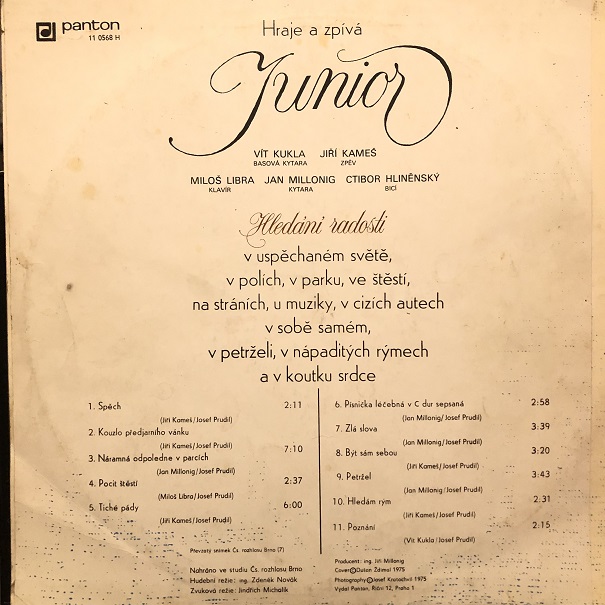 panton
11 0568 H
Hraje a zpívá
Junior
VÍT KUKLA JIŘÍ KAMEŠ
BASOVÁ KYTARA ZPĚV
MILOŠ LIBRA JAN MILLONIG CTIBOR HLINĚNSKÝ
KLAVÍR KYTARA BICÍ
Hledání radosti
v uspěchaném světě,
v polích, v parku, ve štěstí,
na stráních, u muziky, v cizích autech
v sobě samém,
v petrželi, v nápaditých rýmech
a v koutku srdce
1. Spěch 2:11
(Jiří Kameš/Josef Prudil)
2. Kouzlo předjarního vánku
(Jiří Kameš/Josef Prudil) 7:10
3. Náramná odpoledne v parcích
(Jan Millonig/Josef Prudil)
4. Pocit štěstí 2:37
(Miloš Libra/Josef Prudil)
5. Tiché pády 6:00
(Jiří Kameš/Josef Prudil)
6. Písnička léčebná v C dur sepsaná 2:58
(Jan Millonig/Josef Prudil)
7. Zlá slova 3:39
(Jan Millonig/Josef Prudil)
8. Být sám sebou 3:20
(Jiří Kameš/Josef Prudil)
9. Petržel 3:43
(Jan Millonig/Josef Prudil)
10. Hledám rým 2:31
(Jan Millonig/Josef Prudil)
11. Poznání 2:15
(Vít Kukla/Josef Prudil)
Převzatý snímek Čs. rozhlasu Brno (7)
Nahráno ve studiu Čs. rozhlasu Brno
Hudební režie: ing. Zdeněk Novák
Zvuková režie: Jindřich Michalík
Producent: ing. Jiří Millonig
Cover©Dušan Ždímal 1975
Photography©Josef Kratochvíl 1975
Vydal Panton, Říční 12, Praha 1